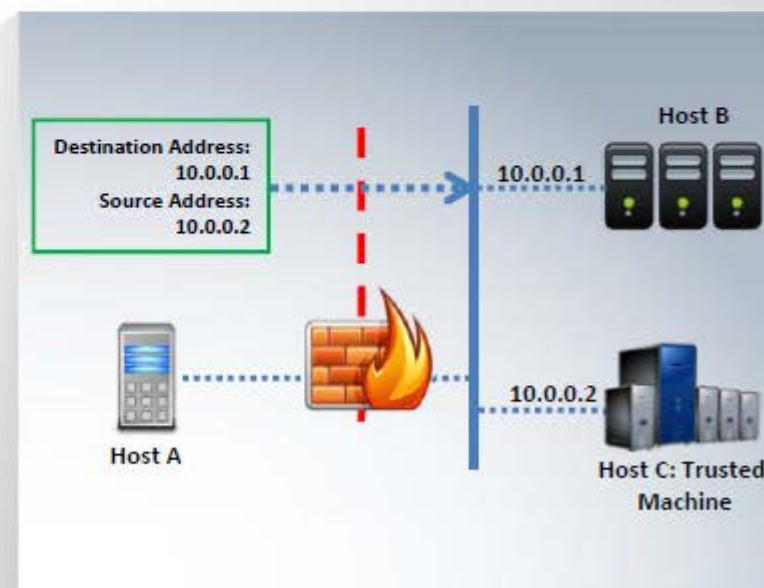 Host B
Destination Address:
10.0.0.1
Source Address:
10.0.0.2
10.0.0.1
10.0.0.2
Host A
Host C: Trusted
Machine